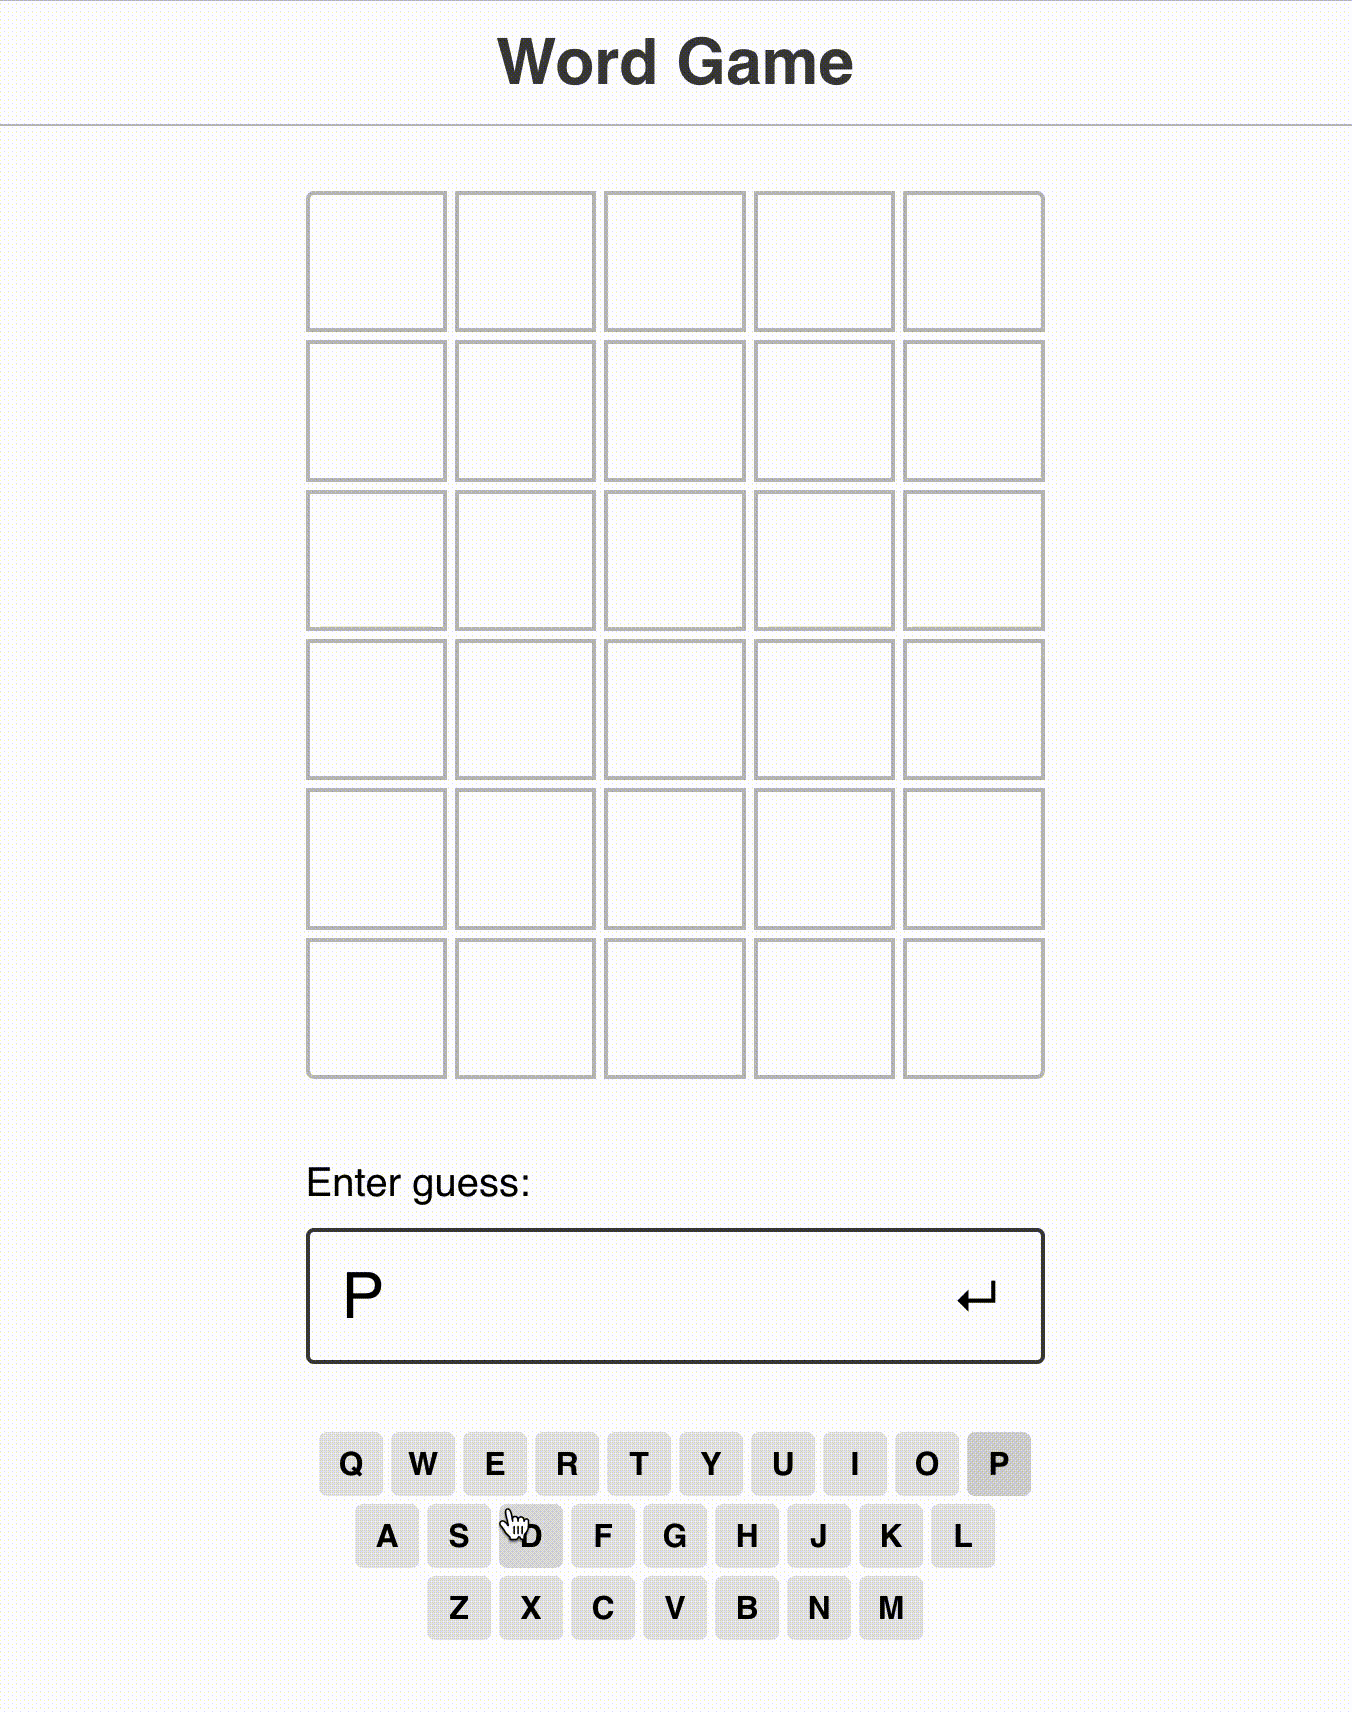 Word Game
Enter guess:
P
Q W E R T Y U I O P
A S D F G H J K L
Z X C V B N M